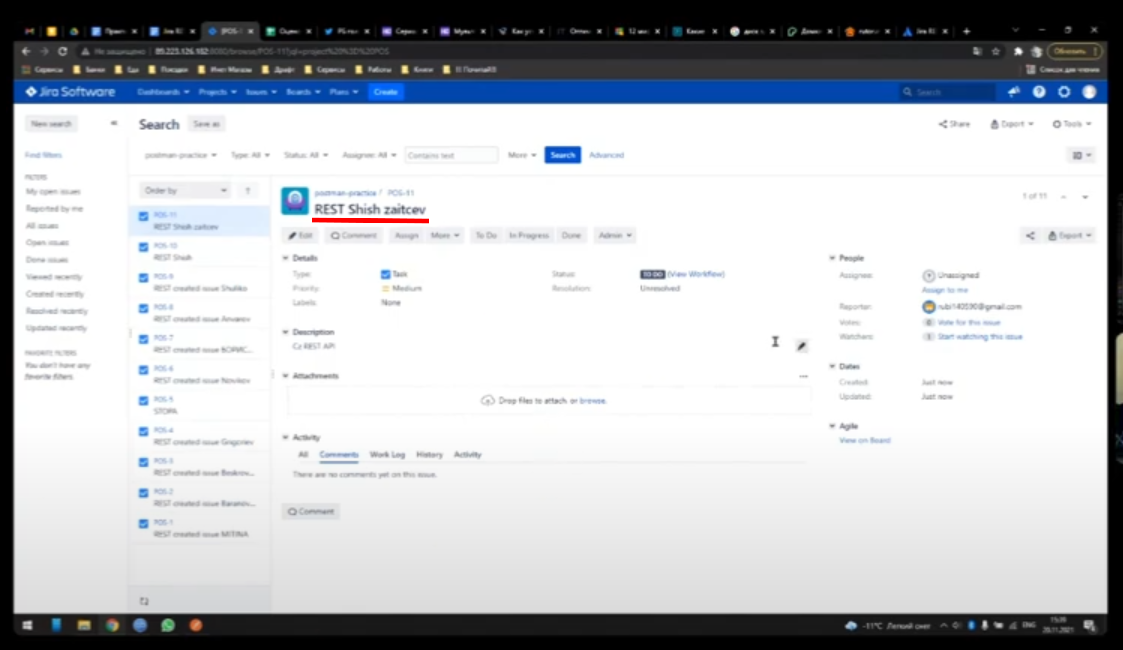 Не защищено
89.223.126.182:8080/browse/POS-11?jql=project%20%3D%20POS
Обновить
Сервисы Банки Еда Поездки Инет Магазы Дрифт Сервисы Работы Книги
Список для чтения
Jira Software Dashboards Projects Issues Boards Plans Create Search
New search
Search Save as
Share Export Tools
Find filters
postman-practice Type: All Status: All Assignee: All Contains text More Search Advanced
FILTERS
My open issues
Reported by me
All issues
Open issues
Done issues
Viewed recently
Created recently
Resolved recently
Updated recently
FAVORITE FILTERS
You don't have any
favorite filters.
Order by
POS-11
REST Shish zaitcev
POS-10
REST Shish
POS-9
REST created issue Shulilko
POS-8
REST created issue Anvarov
POS-7
REST created issue БОРИС...
POS-6
REST created issue Novikov
POS-5
STOPA
POS-4
REST created issue Grigoriev
POS-3
REST created issue Beskrov...
POS-2
REST created issue Baranov...
POS-1
REST created issue MITINA
postman-practice / POS-11
REST Shish zaitcev
1 of 11
Edit Comment Assign More To Do In Progress Done Admin
Export
Details
Type: Task
Status: TO DO (View Workflow)
Priority: Medium
Resolution: Unresolved
Labels: None
Description
Cz REST API
Attachments
Drop files to attach, or browse.
Activity
All Comments Work Log History Activity
There are no comments yet on this issue.
Comment
People
Assignee: Unassigned
Assign to me
Reporter: rubi140590@gmail.com
Votes: 0 Vote for this issue
Watchers: 1 Start watching this issue
Dates
Created: Just now
Updated: Just now
Agile
View on Board
-11°C Легкий снег
ENG